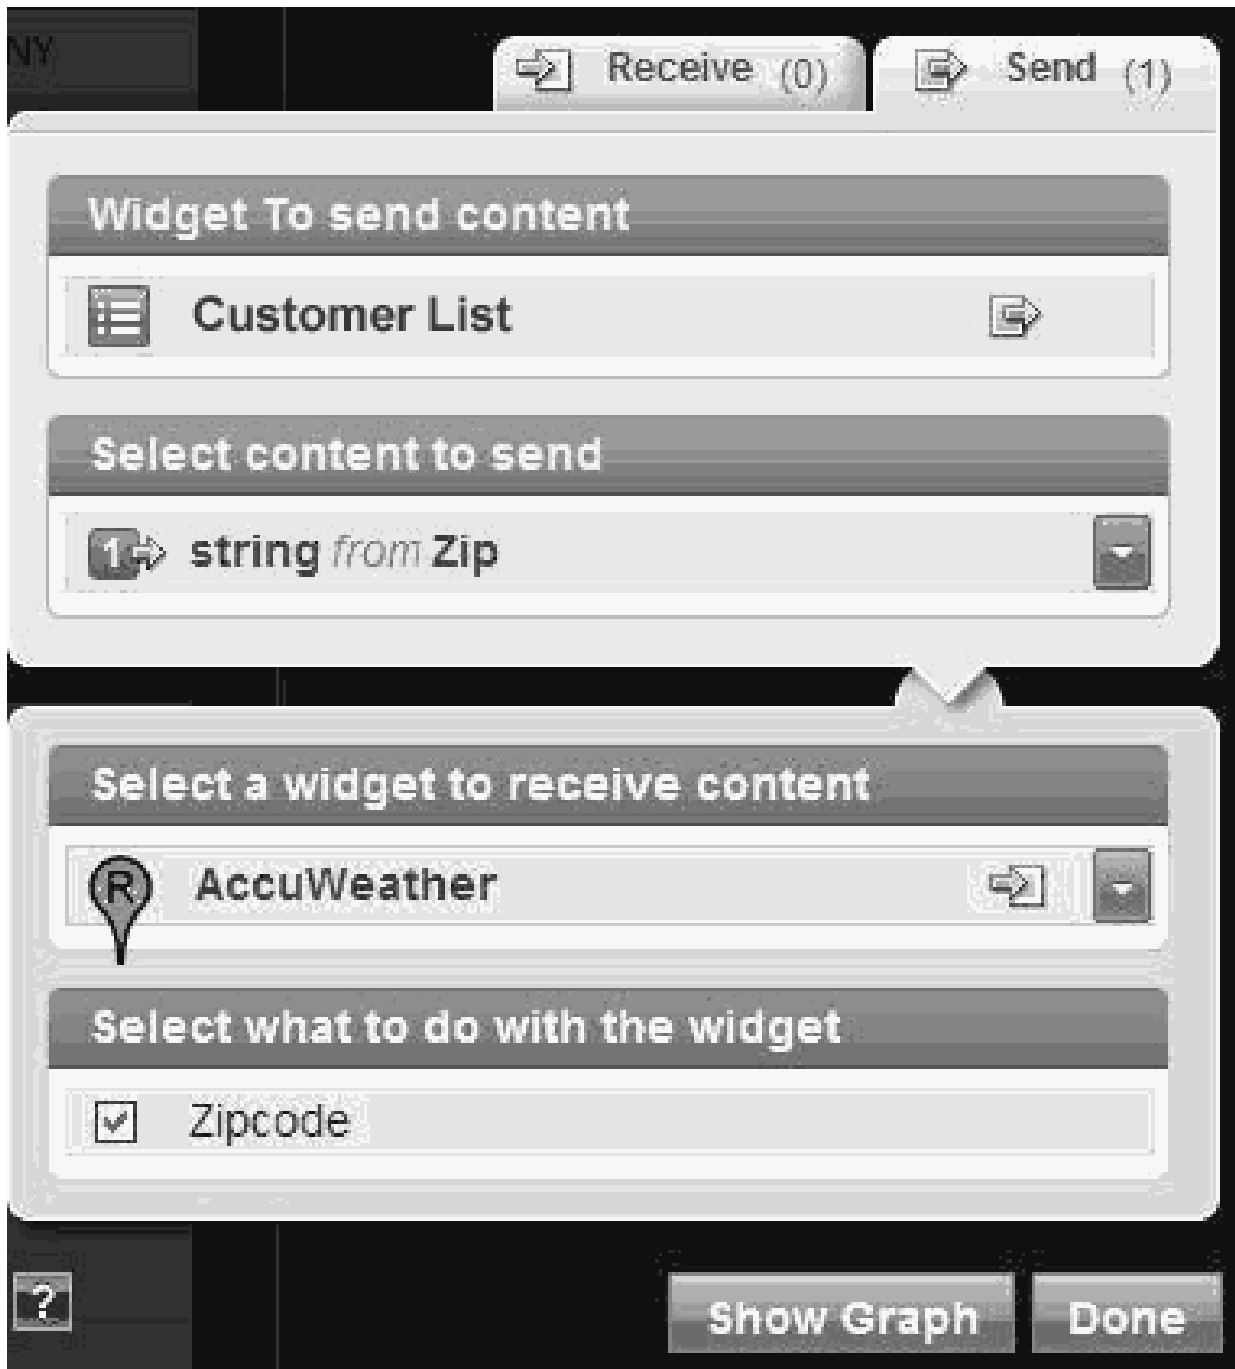 NY
Receive (0)
Send (1)
Widget To send content
Customer List
Select content to send
1 string from Zip
Select a widget to receive content
R AccuWeather
Select what to do with the widget
Zipcode
?
Show Graph
Done